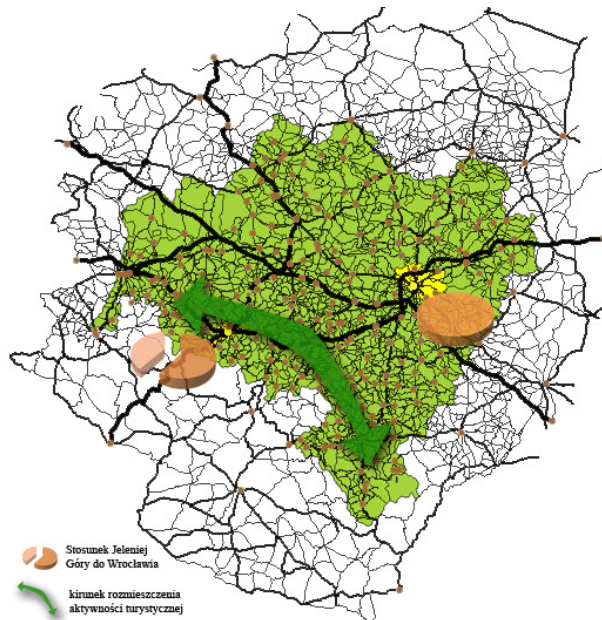 Stosunek Jeleniej
Góry do Wrocławia
kirunek rozmieszczenia
aktywności turystycznej